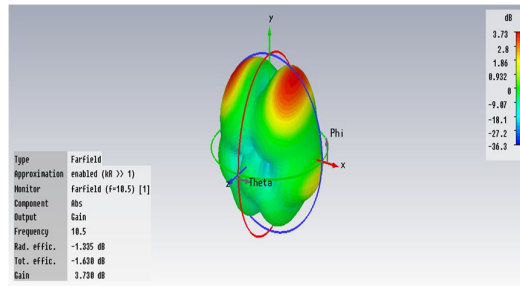 y
dB
3.73
2.8
1.86
0.932
0
-9.07
-18.1
-27.2
-36.3
Phi
x
z
Theta
Type Farfield
Approximation enabled (kR >> 1)
Monitor farfield (f=10.5) [1]
Component Abs
Output Gain
Frequency 10.5
Rad. effic. -1.335 dB
Tot. effic. -1.630 dB
Gain 3.730 dB